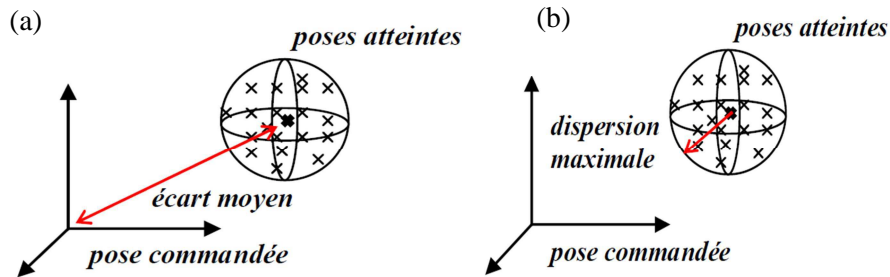 (a)
poses atteintes
écart moyen
pose commandée
(b)
poses atteintes
dispersion
maximale
pose commandée